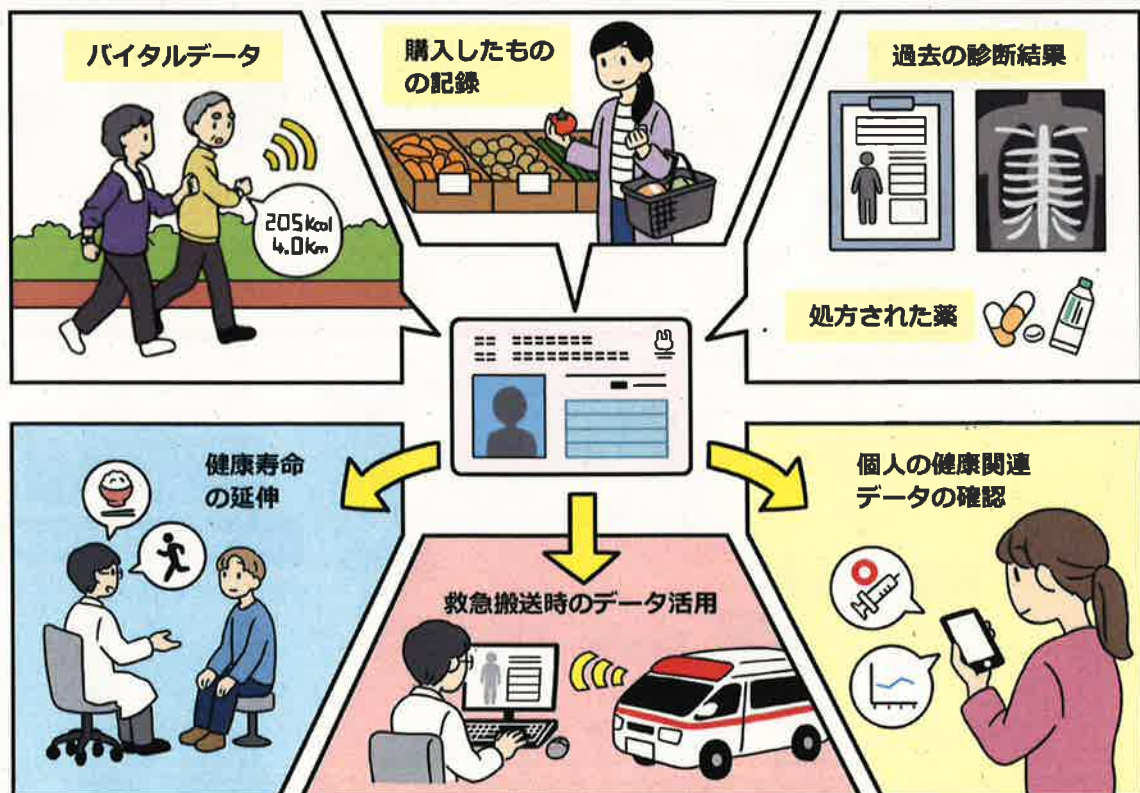 バイタルデータ
205kcal
4.0km
購入したもの
の記録
過去の診断結果
処方された薬
健康寿命
の延伸
救急搬送時のデータ活用
個人の健康関連
データの確認